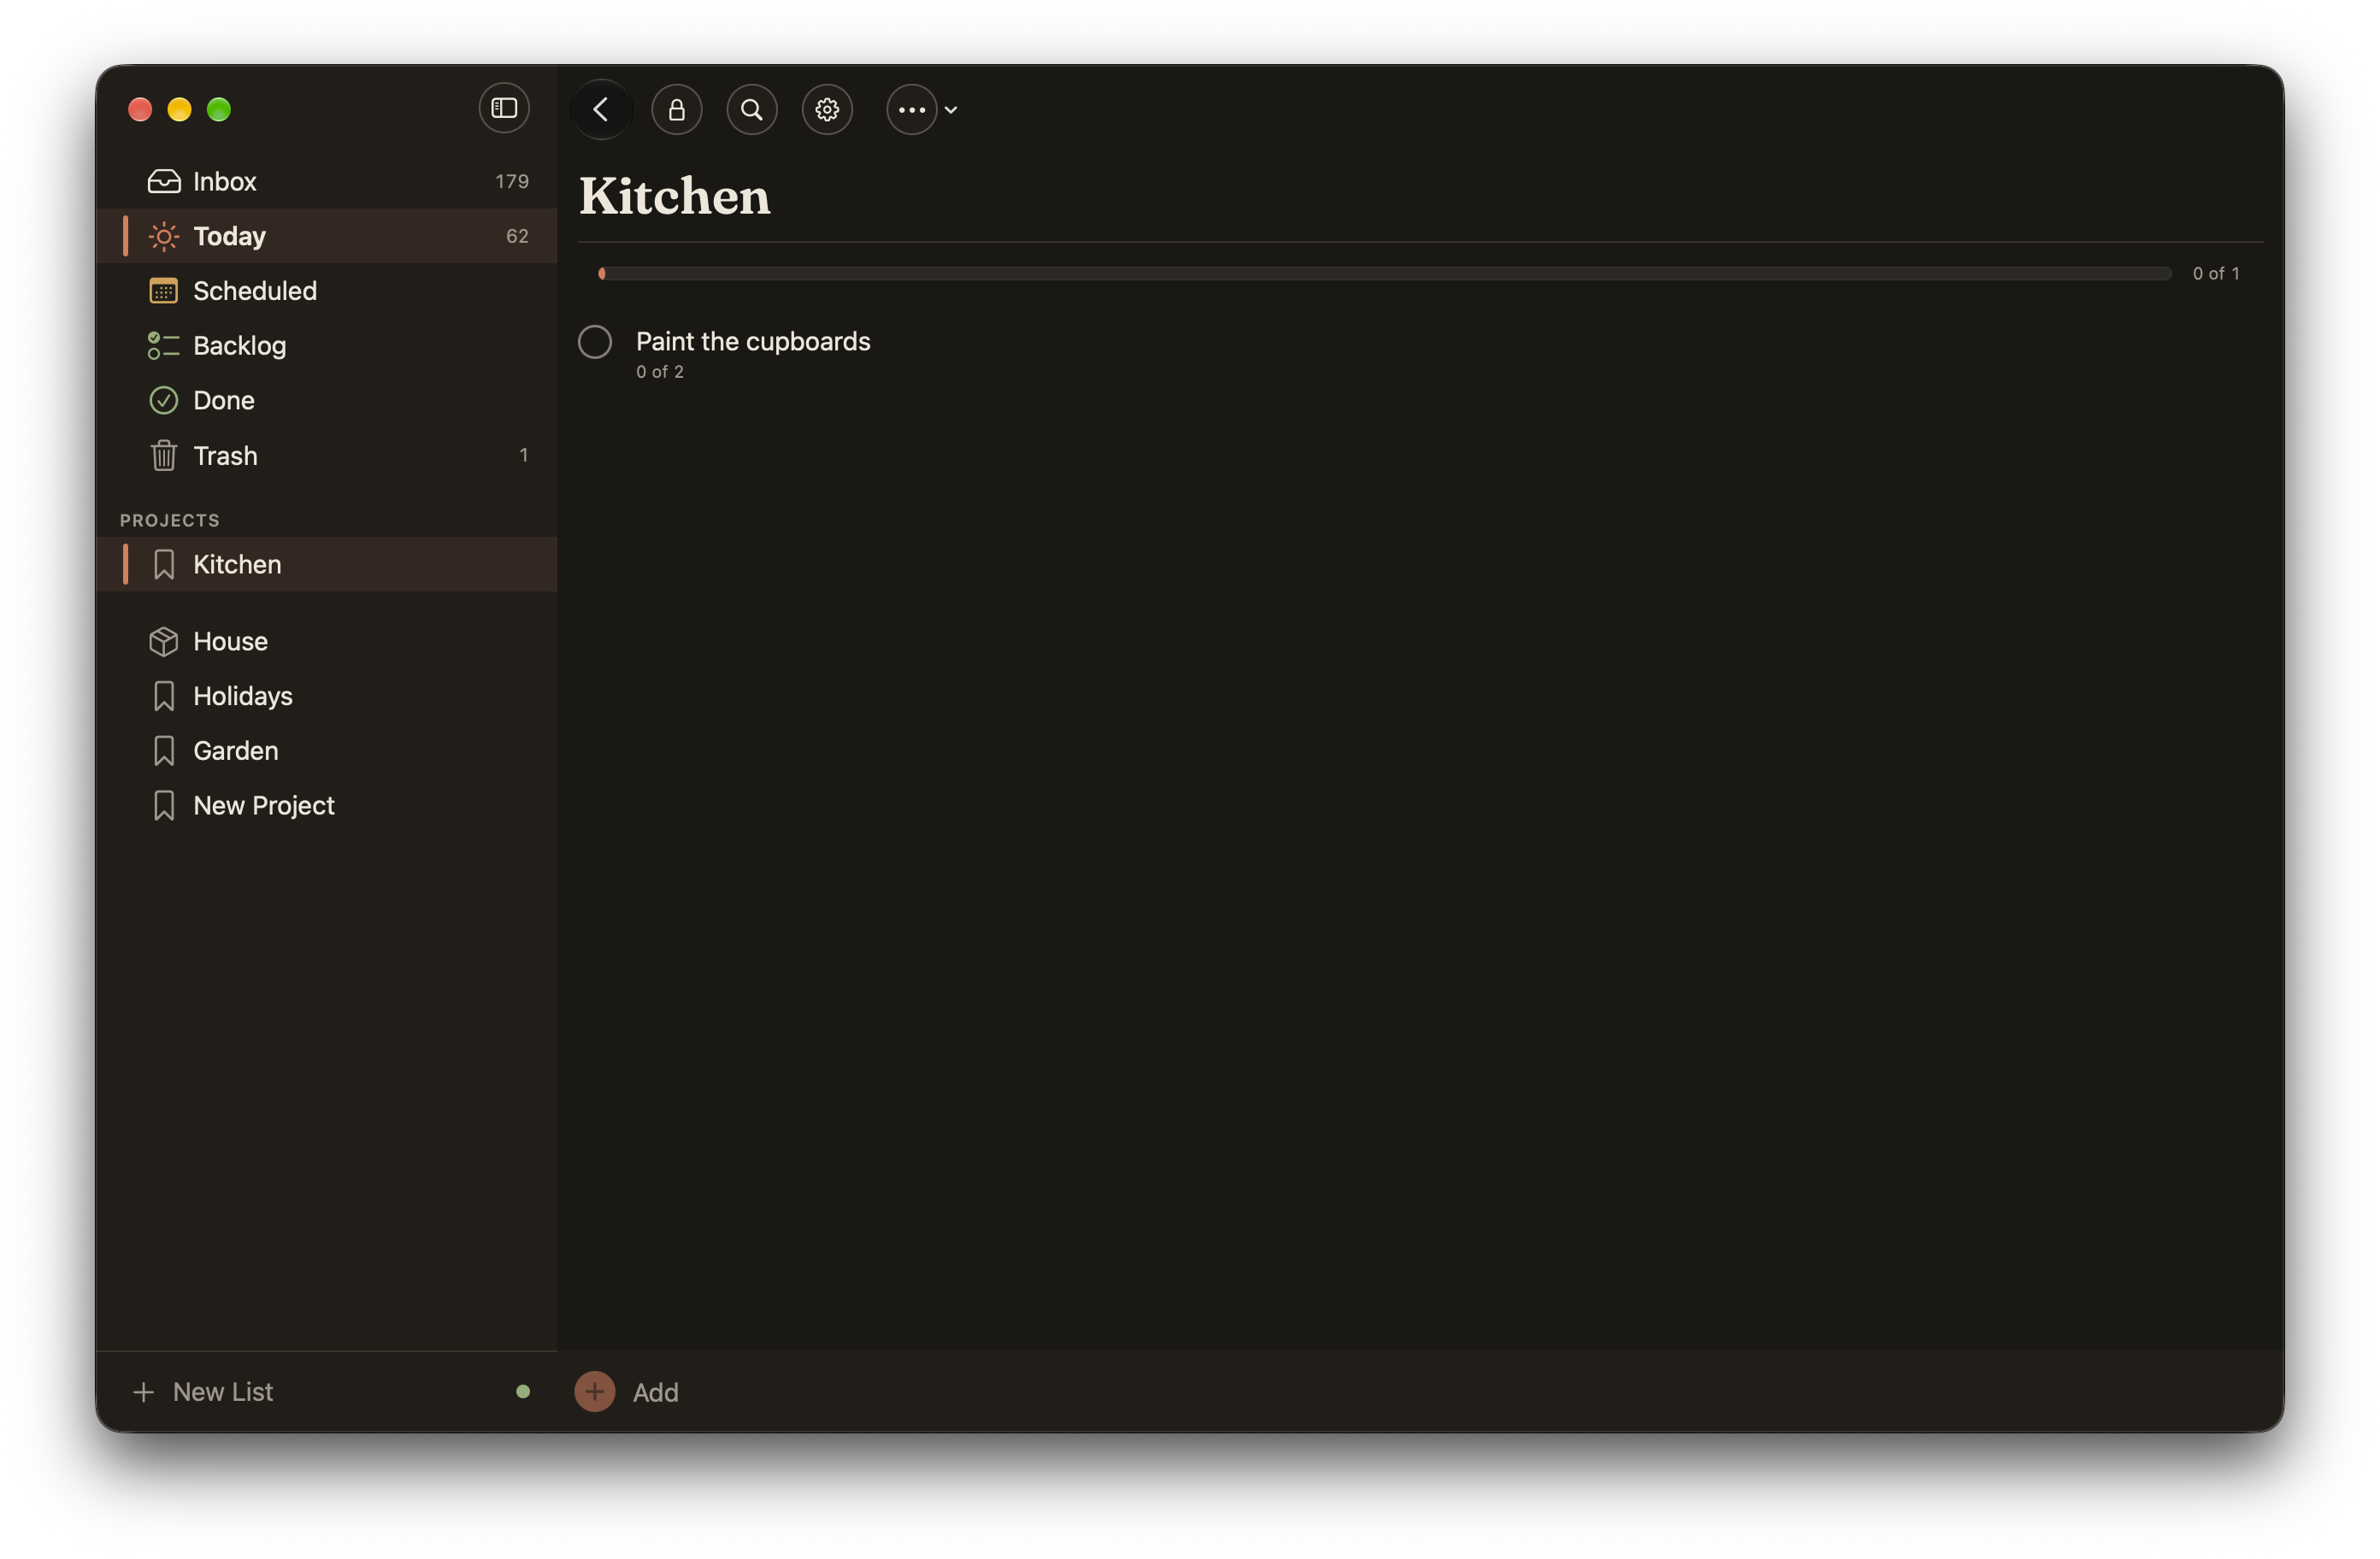 Inbox 179
Today 62
Scheduled
Backlog
Done
Trash 1
PROJECTS
Kitchen
House
Holidays
Garden
New Project
New List
Kitchen
0 of 1
Paint the cupboards
0 of 2
Add